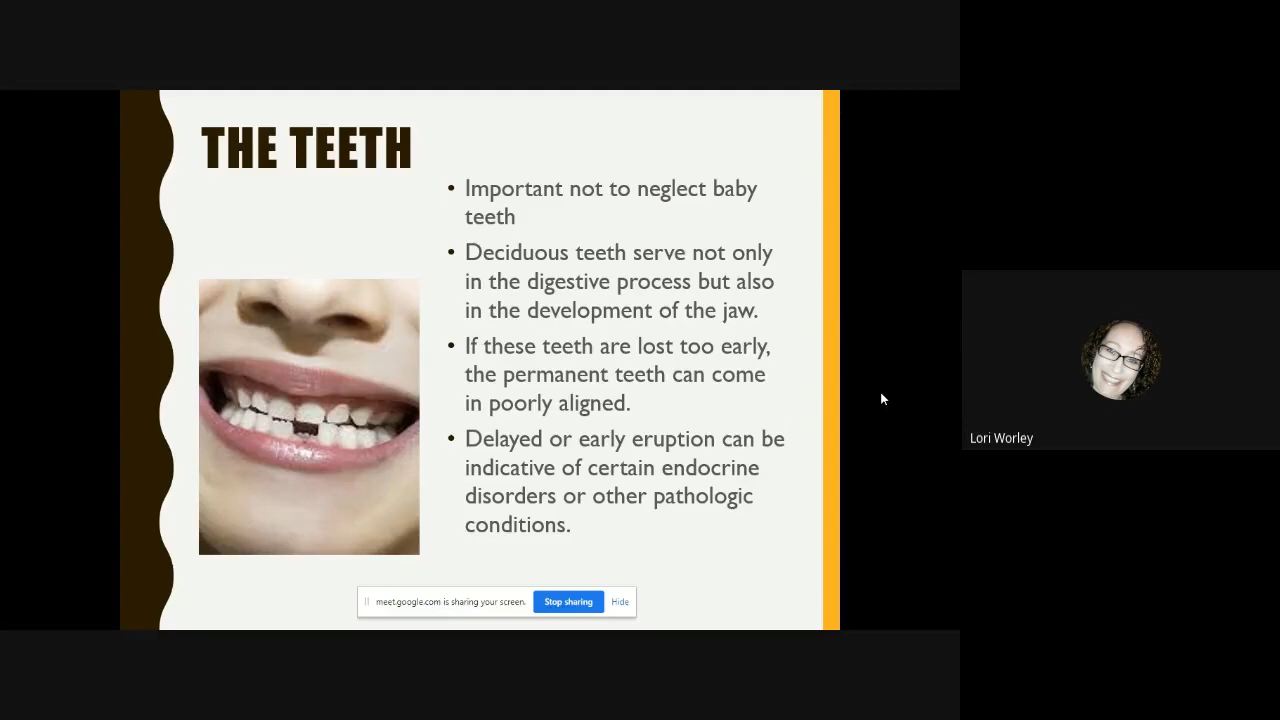 THE TEETH
• Important not to neglect baby
teeth
• Deciduous teeth serve not only
in the digestive process but also
in the development of the jaw.
• If these teeth are lost too early,
the permanent teeth can come
in poorly aligned.
• Delayed or early eruption can be
indicative of certain endocrine
disorders or other pathologic
conditions.
meet.google.com is sharing your screen. Stop sharing Hide
Lori Worley